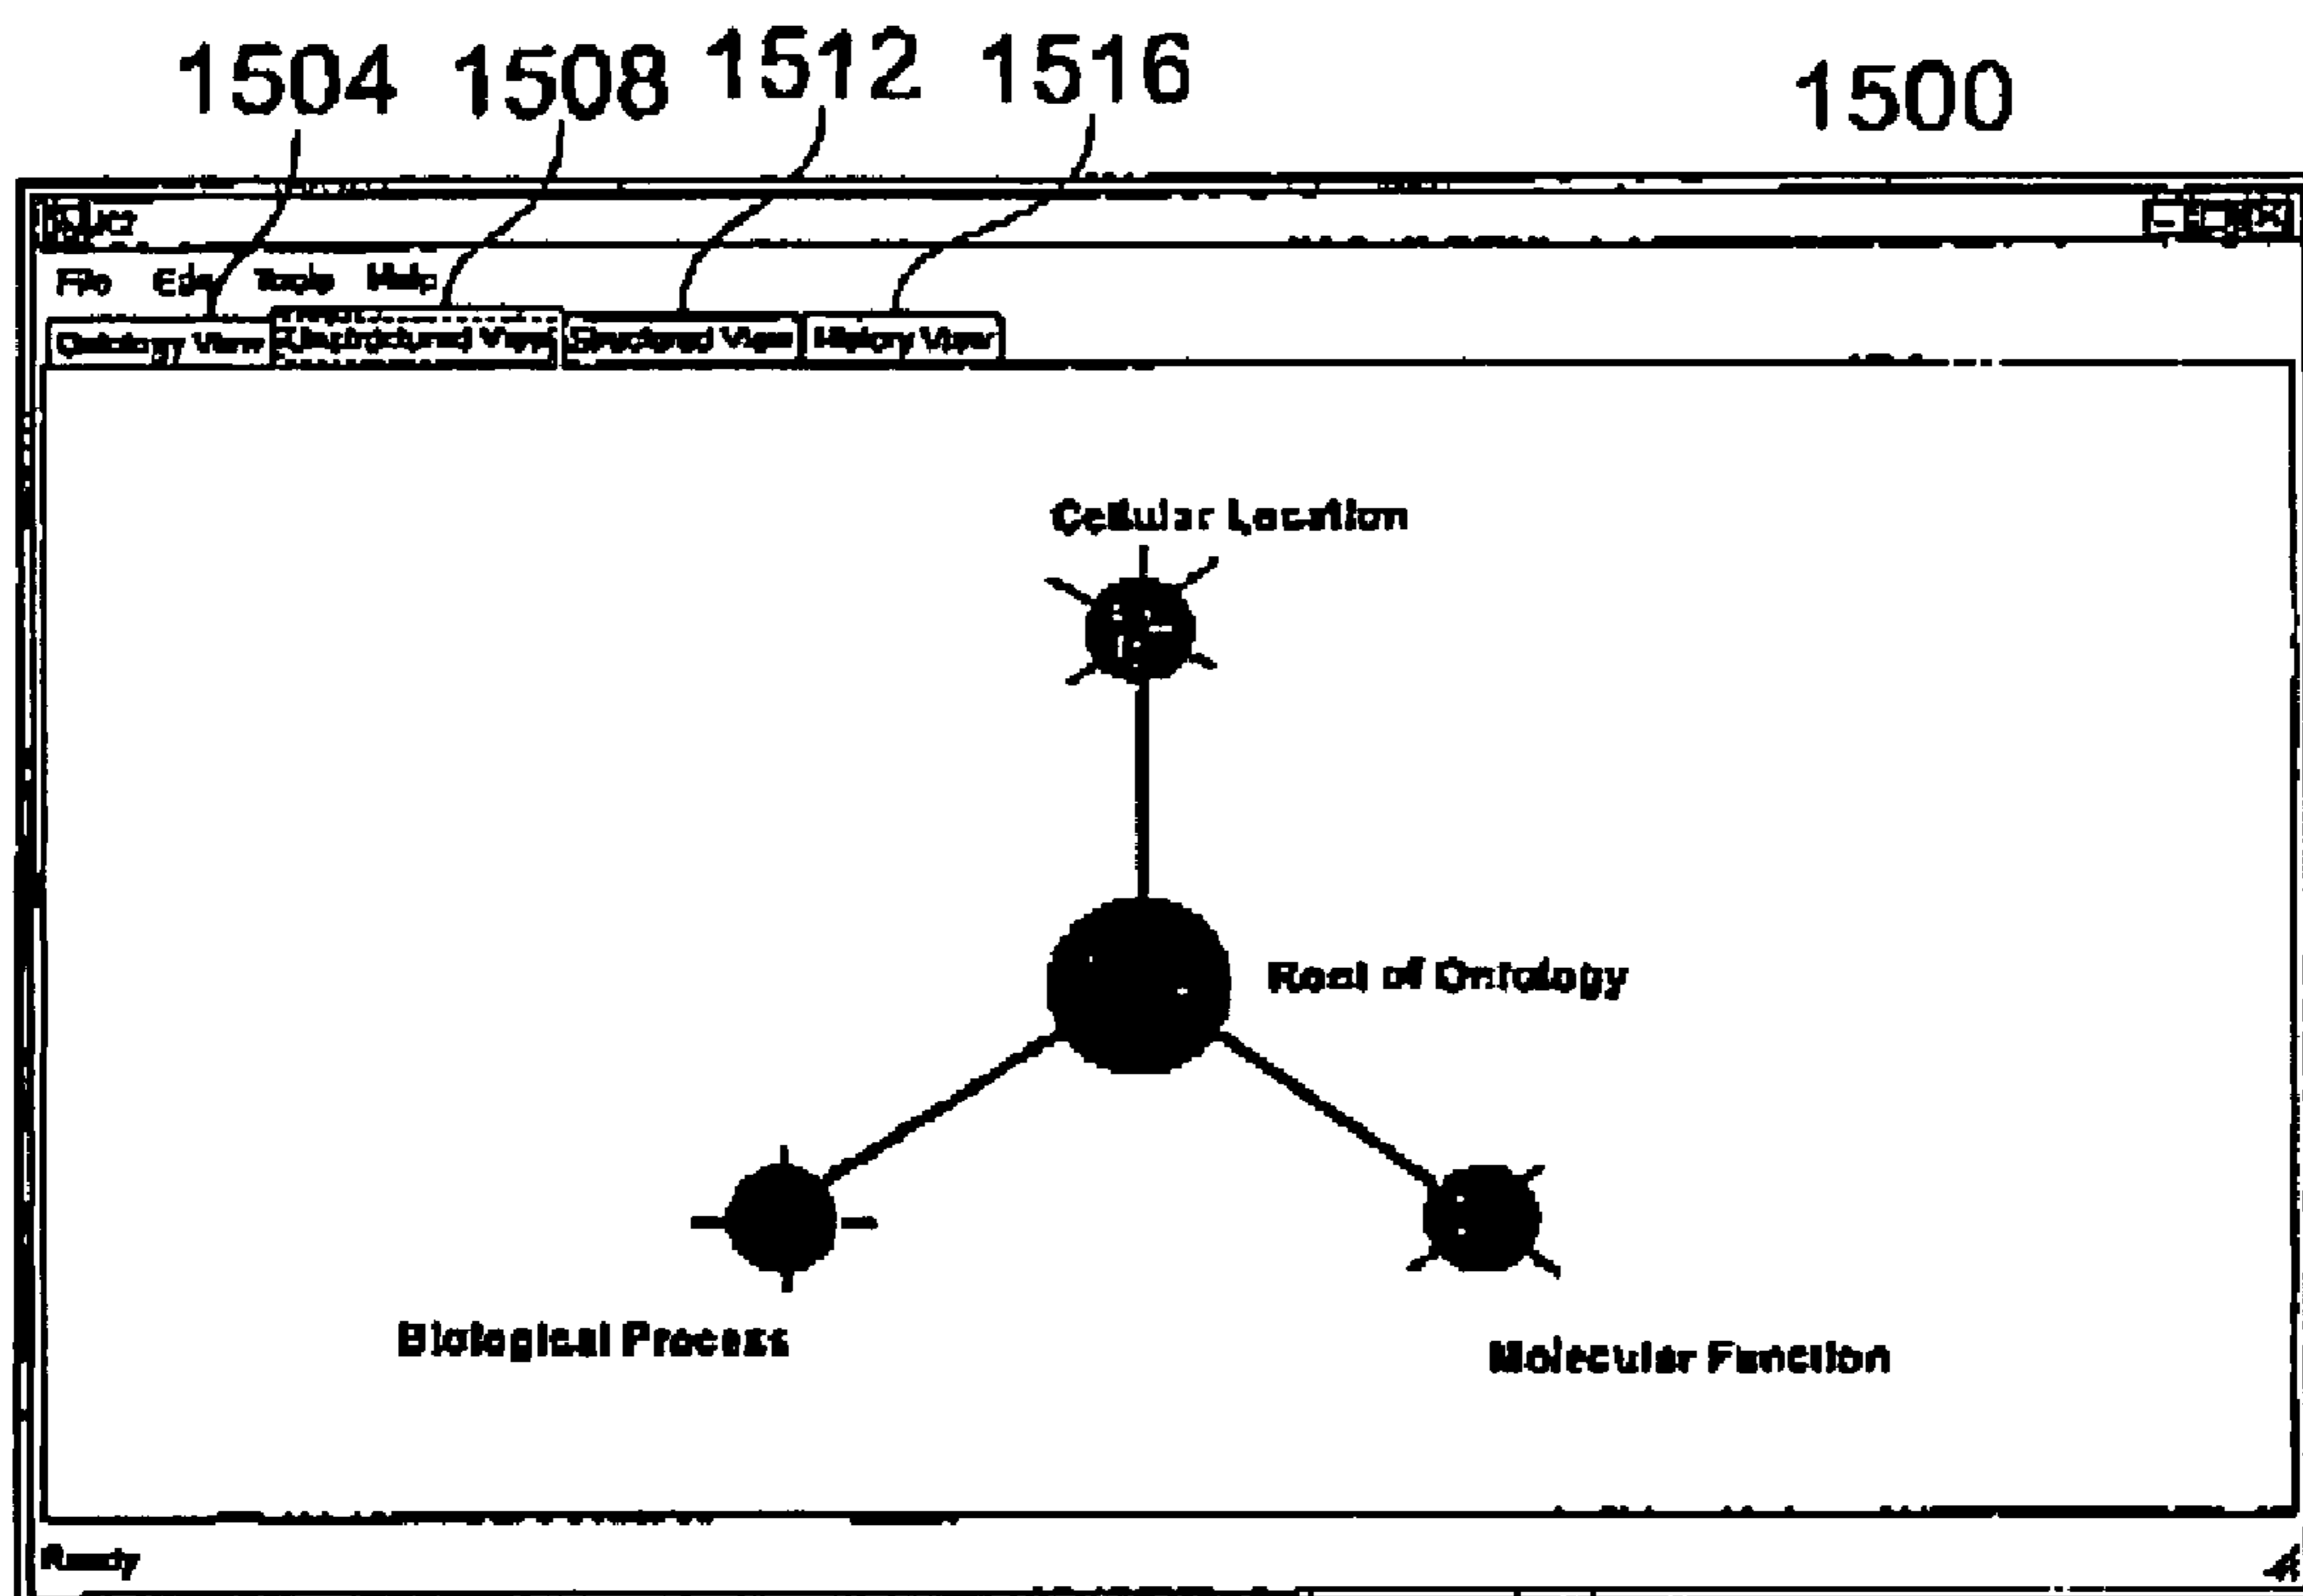 1504 1508 1512 1516 1500
File Edit Tools Help
Ontology View Unstructured View Structured View History View
Cellular Location
Root of Ontology
Biological Process
Molecular Function
Ready